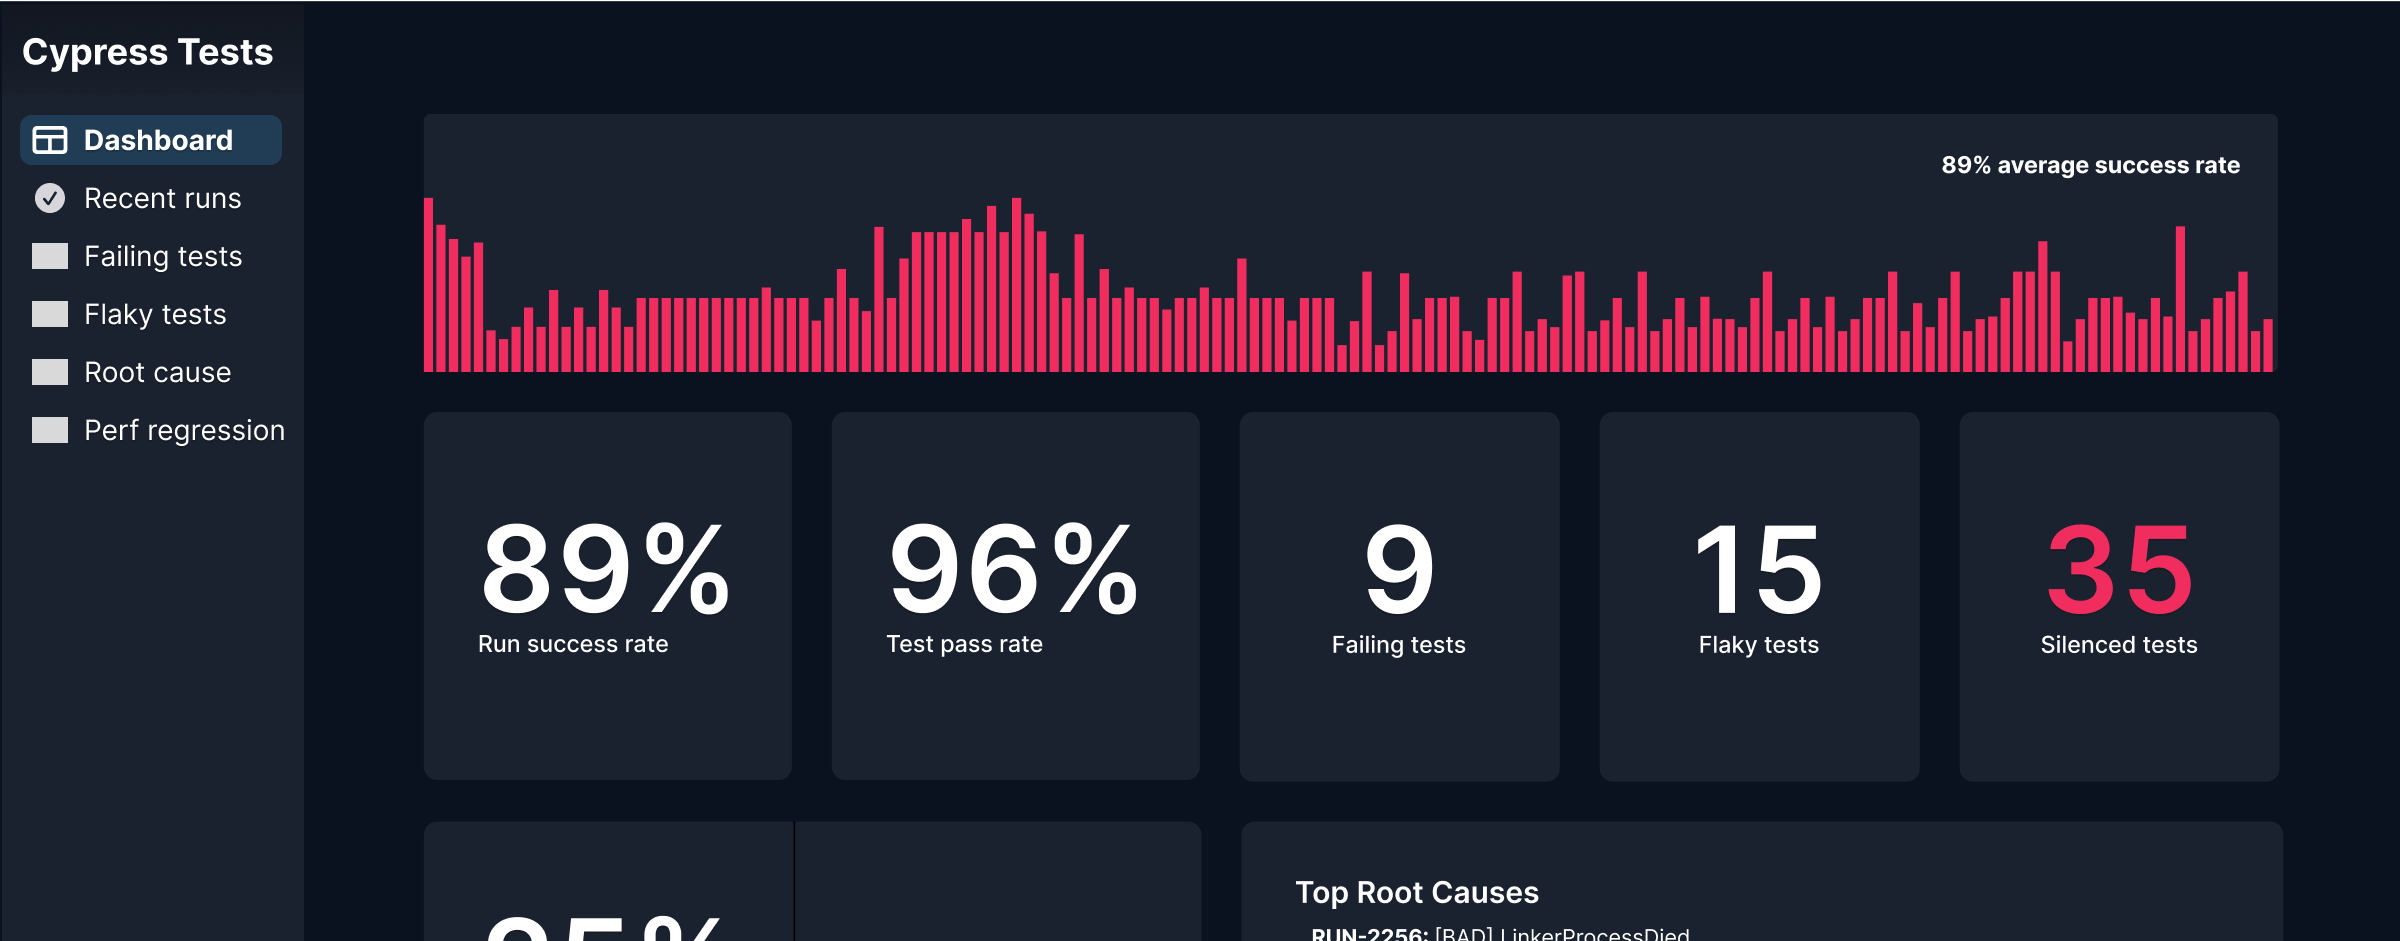 Cypress Tests
Dashboard
Recent runs
Failing tests
Flaky tests
Root cause
Perf regression
89% average success rate
89%
Run success rate
96%
Test pass rate
9
Failing tests
15
Flaky tests
35
Silenced tests
Top Root Causes
RUN-2256: [BAD] LinkerProcessDied